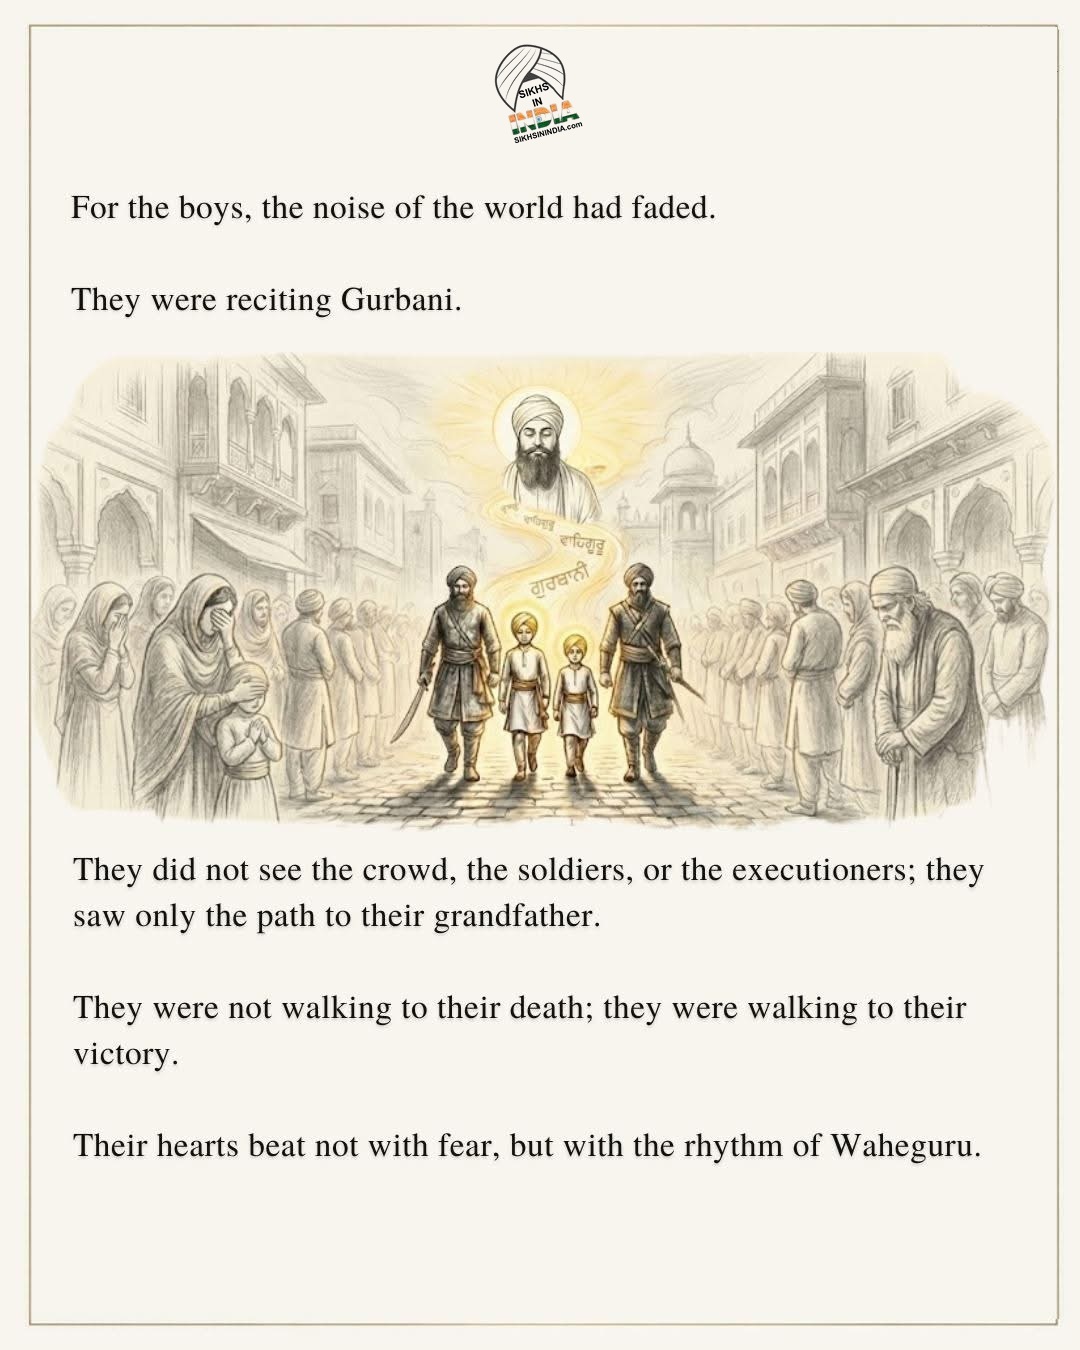 SIKHS
IN
INDIA
SIKHSININDIA.com
For the boys, the noise of the world had faded.
They were reciting Gurbani.
ਵਾਹਿਗੁਰੂ
ਵਾਹਿਗੁਰੂ
ਗੁਰਬਾਨੀ
They did not see the crowd, the soldiers, or the executioners; they
saw only the path to their grandfather.
They were not walking to their death; they were walking to their
victory.
Their hearts beat not with fear, but with the rhythm of Waheguru.